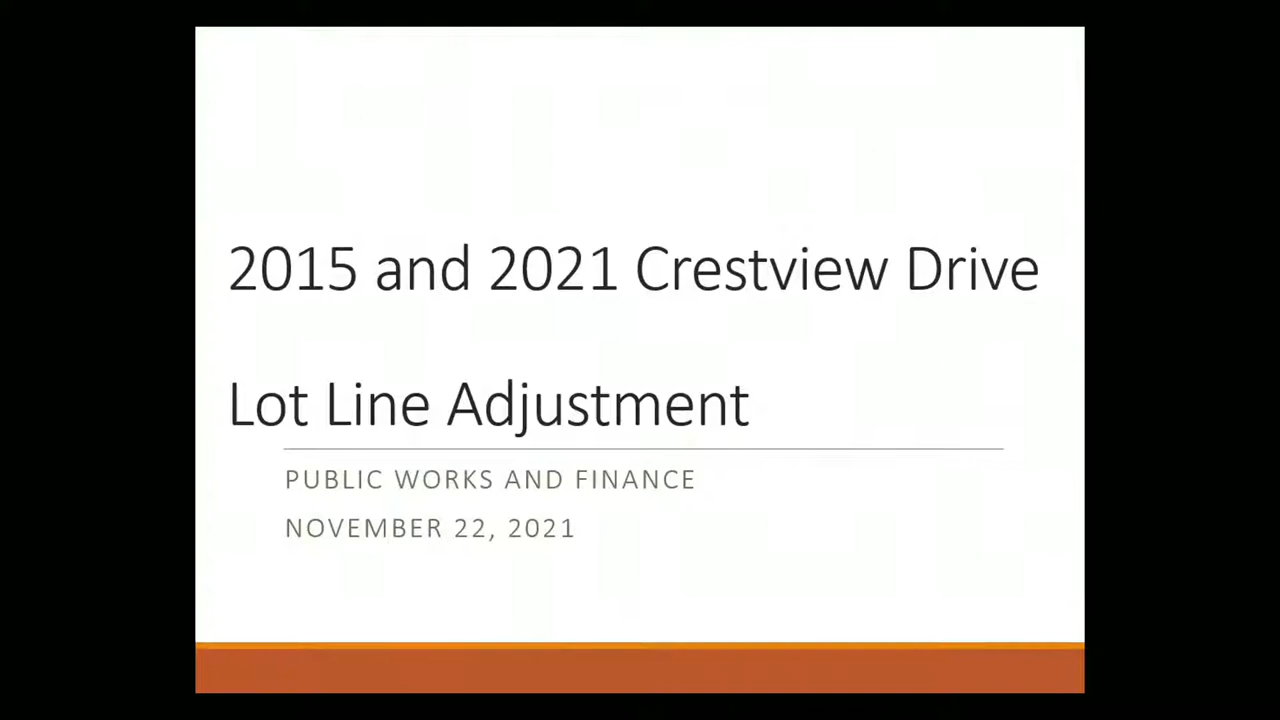 2015 and 2021 Crestview Drive
Lot Line Adjustment
PUBLIC WORKS AND FINANCE
NOVEMBER 22, 2021